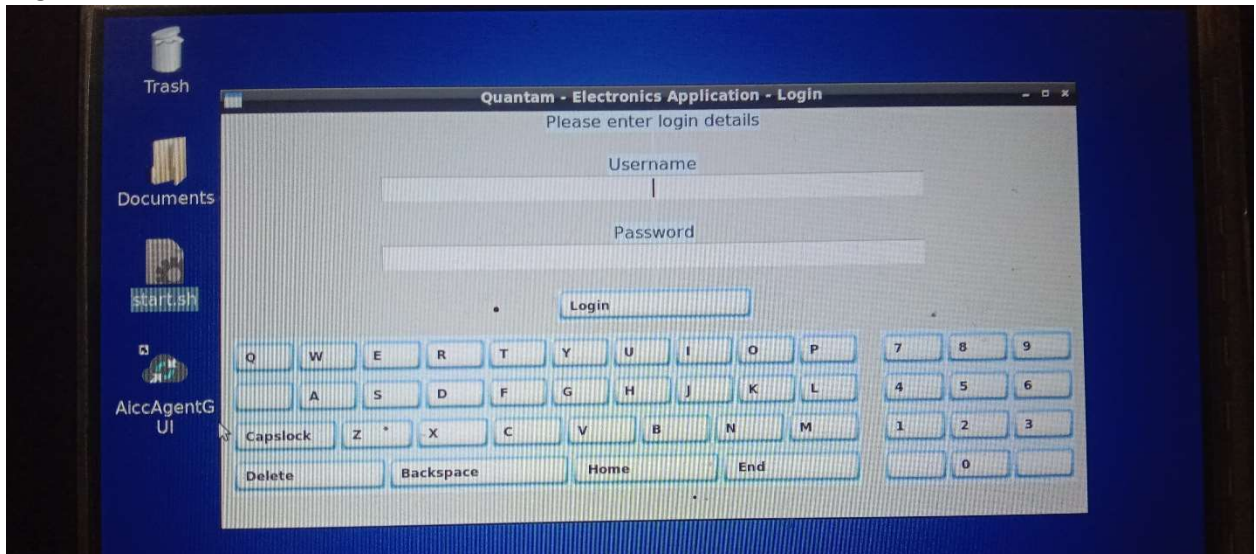 Trash
Documents
start.sh
AiccAgentG
UI
Quantam - Electronics Application - Login
Please enter login details
Username
Password
Login
Q W E R T Y U I O P 7 8 9
A S D F G H J K L 4 5 6
Capslock Z X C V B N M 1 2 3
Delete Backspace Home End 0